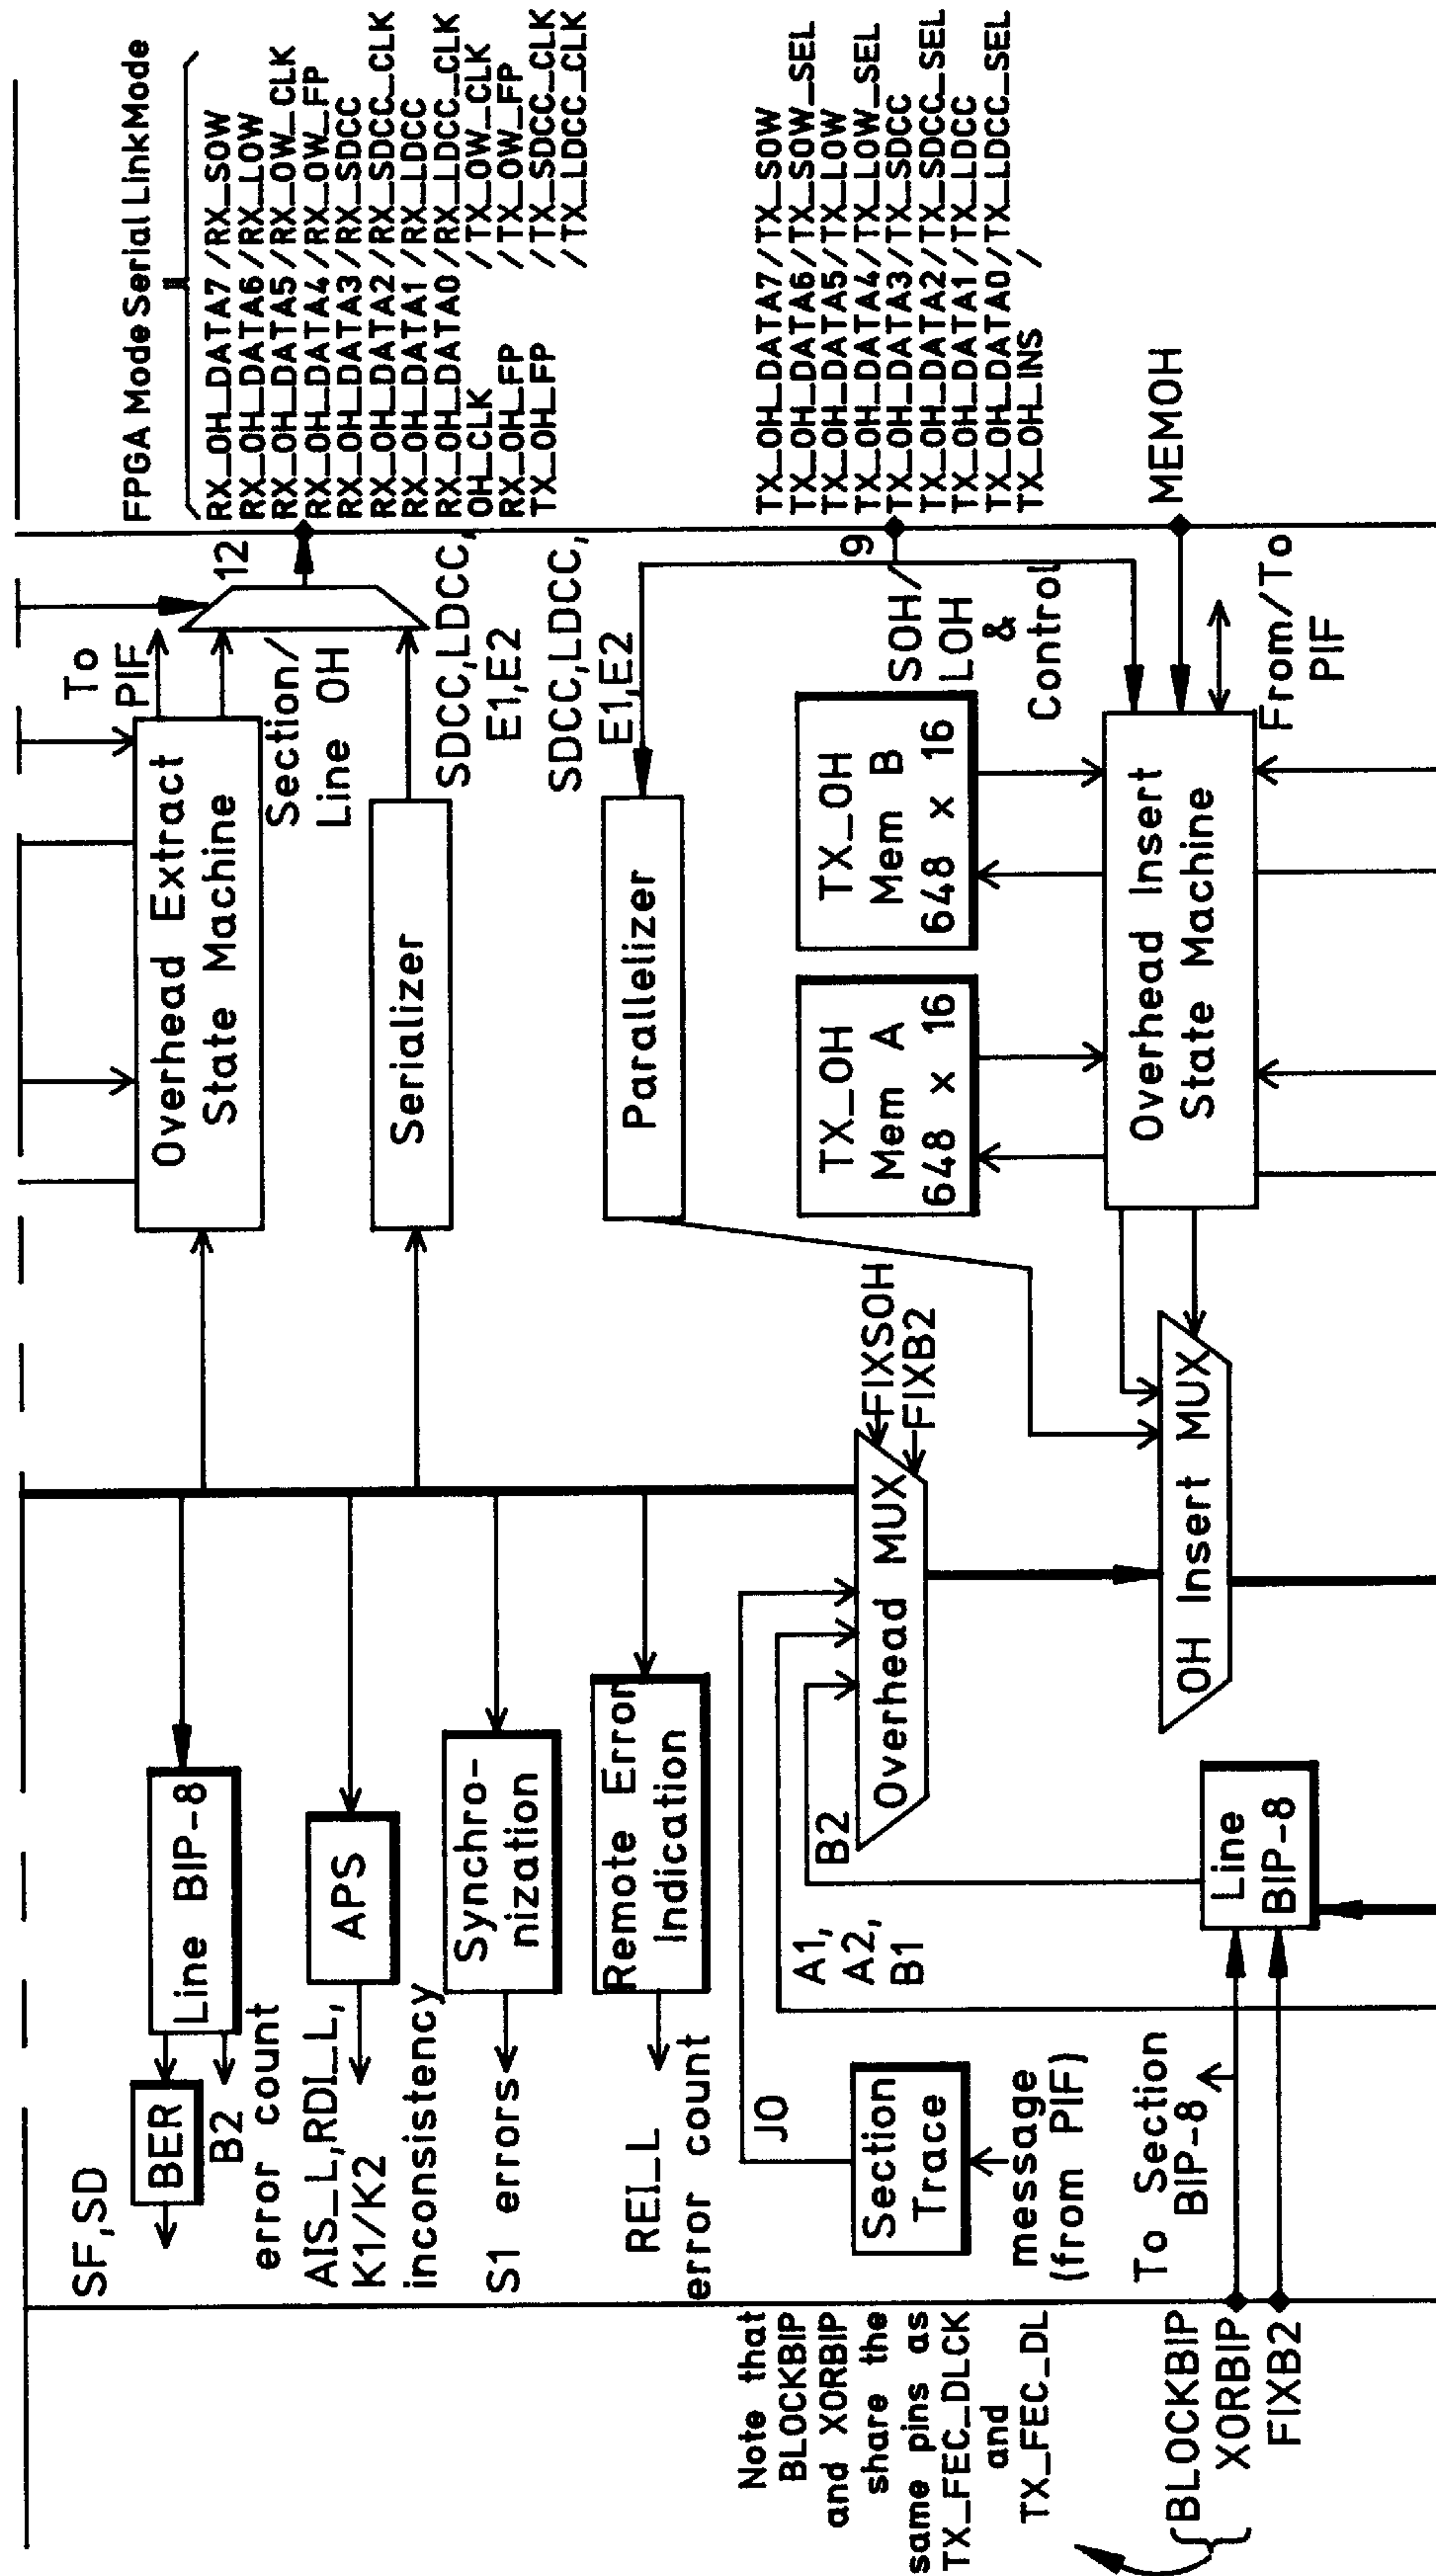 SF,SD
BER
Line BIP-8
B2
error count
AIS_L,RDI_L,
K1/K2
inconsistency
APS
S1 errors
Synchro-
nization
REI_L
error count
Remote Error
Indication
Overhead Extract
State Machine
To
PIF
Section/
Line OH
12
Serializer
SDCC,LDCC,
E1,E2
FPGA Mode Serial Link Mode
RX_OH_DATA7/RX_SOW
RX_OH_DATA6/RX_LOW
RX_OH_DATA5/RX_OW_CLK
RX_OH_DATA4/RX_OW_FP
RX_OH_DATA3/RX_SDCC
RX_OH_DATA2/RX_SDCC_CLK
RX_OH_DATA1/RX_LDCC
RX_OH_DATA0/RX_LDCC_CLK
OH_CLK /TX_OW_CLK
RX_OH_FP /TX_OW_FP
TX_OH_FP /TX_SDCC_CLK
/TX_LDCC_CLK
SDCC,LDCC,
E1,E2
Parallelizer
TX_OH_DATA7/TX_SOW
TX_OH_DATA6/TX_SOW_SEL
TX_OH_DATA5/TX_LOW
TX_OH_DATA4/TX_LOW_SEL
TX_OH_DATA3/TX_SDCC
TX_OH_DATA2/TX_SDCC_SEL
TX_OH_DATA1/TX_LDCC
TX_OH_DATA0/TX_LDCC_SEL
TX_OH_INS /
9
SOH/
LOH
&
Control
MEMOH
TX_OH
Mem A
648 x 16
TX_OH
Mem B
648 x 16
Overhead Insert
State Machine
From/To
PIF
FIXSOH
FIXB2
Overhead MUX
OH Insert MUX
B2
A1,
A2,
B1
J0
Section
Trace
message
(from PIF)
To Section
BIP-8
Line
BIP-8
Note that
BLOCKBIP
and XORBIP
share the
same pins as
TX_FEC_DLCK
and
TX_FEC_DL
BLOCKBIP
XORBIP
FIXB2